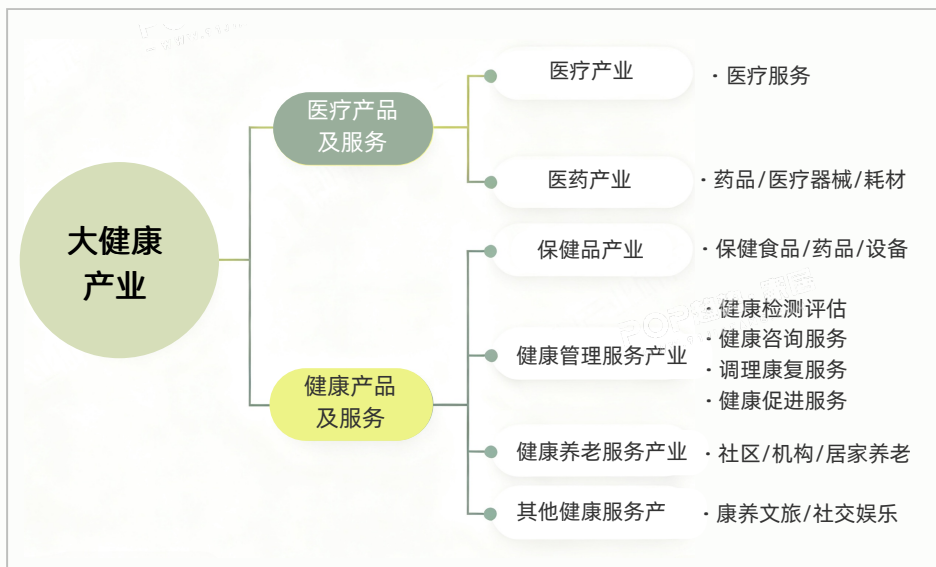 大健康
产业
医疗产品
及服务
医疗产业
· 医疗服务
医药产业
· 药品/医疗器械/耗材
健康产品
及服务
保健品产业
· 保健食品/药品/设备
健康管理服务产业
· 健康检测评估
· 健康咨询服务
· 调理康复服务
· 健康促进服务
健康养老服务产业
· 社区/机构/居家养老
其他健康服务产
· 康养文旅/社交娱乐